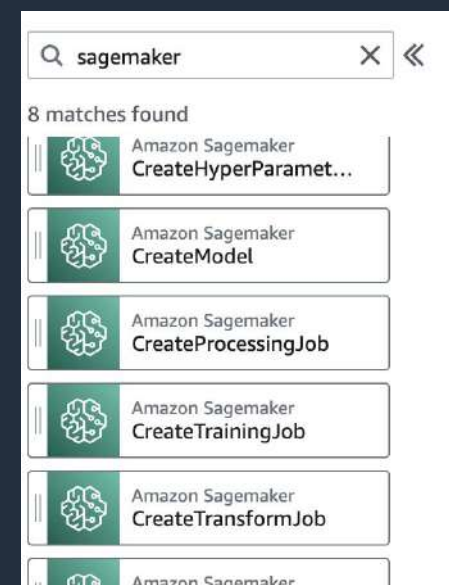 sagemaker
8 matches found
Amazon Sagemaker
CreateHyperParamet...
Amazon Sagemaker
CreateModel
Amazon Sagemaker
CreateProcessingJob
Amazon Sagemaker
CreateTrainingJob
Amazon Sagemaker
CreateTransformJob
Amazon Sagemaker